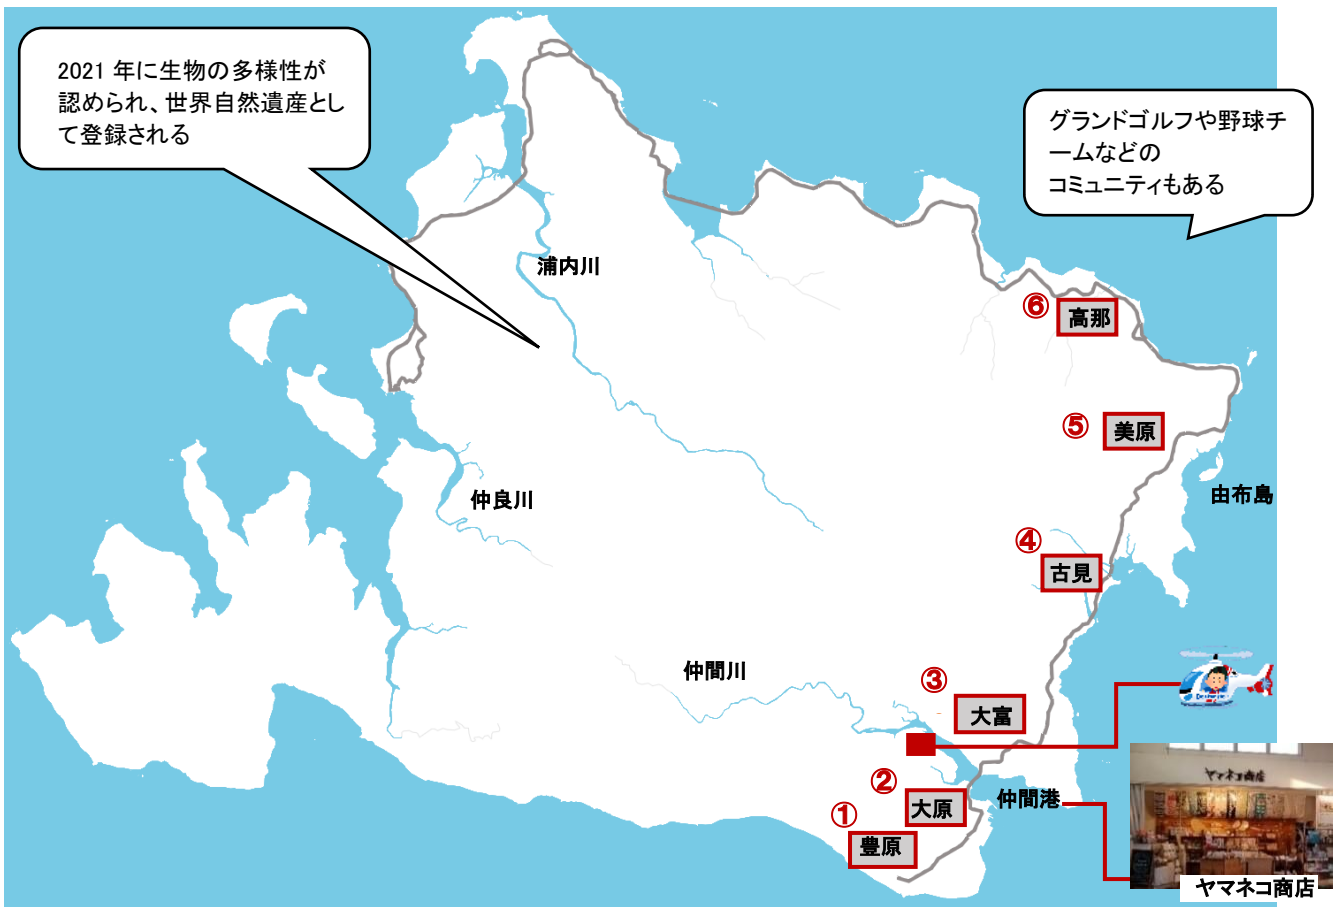 2021 年に生物の多様性が
認められ、世界自然遺産とし
て登録される
グランドゴルフや野球チ
ームなどの
コミュニティもある
浦内川
⑥
高那
⑤
美原
由布島
仲良川
④
古見
仲間川
③
大富
②
大原
仲間港
①
豊原
ヤマネコ商店
ヤマネコ商店